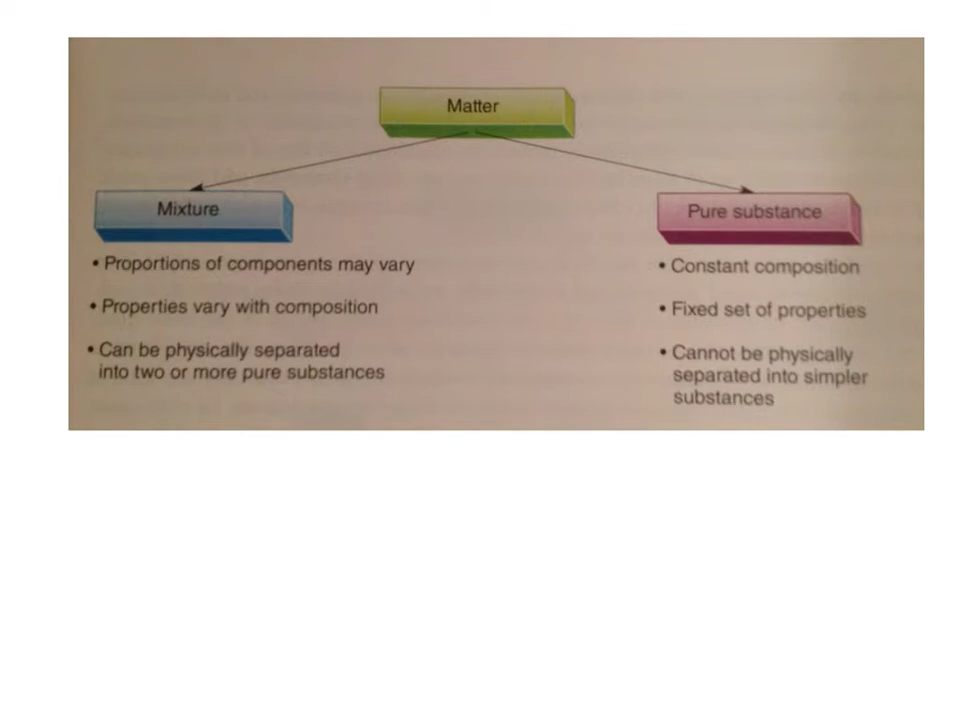 Matter
Mixture
• Proportions of components may vary
• Properties vary with composition
• Can be physically separated
into two or more pure substances
Pure substance
• Constant composition
• Fixed set of properties
• Cannot be physically
separated into simpler
substances